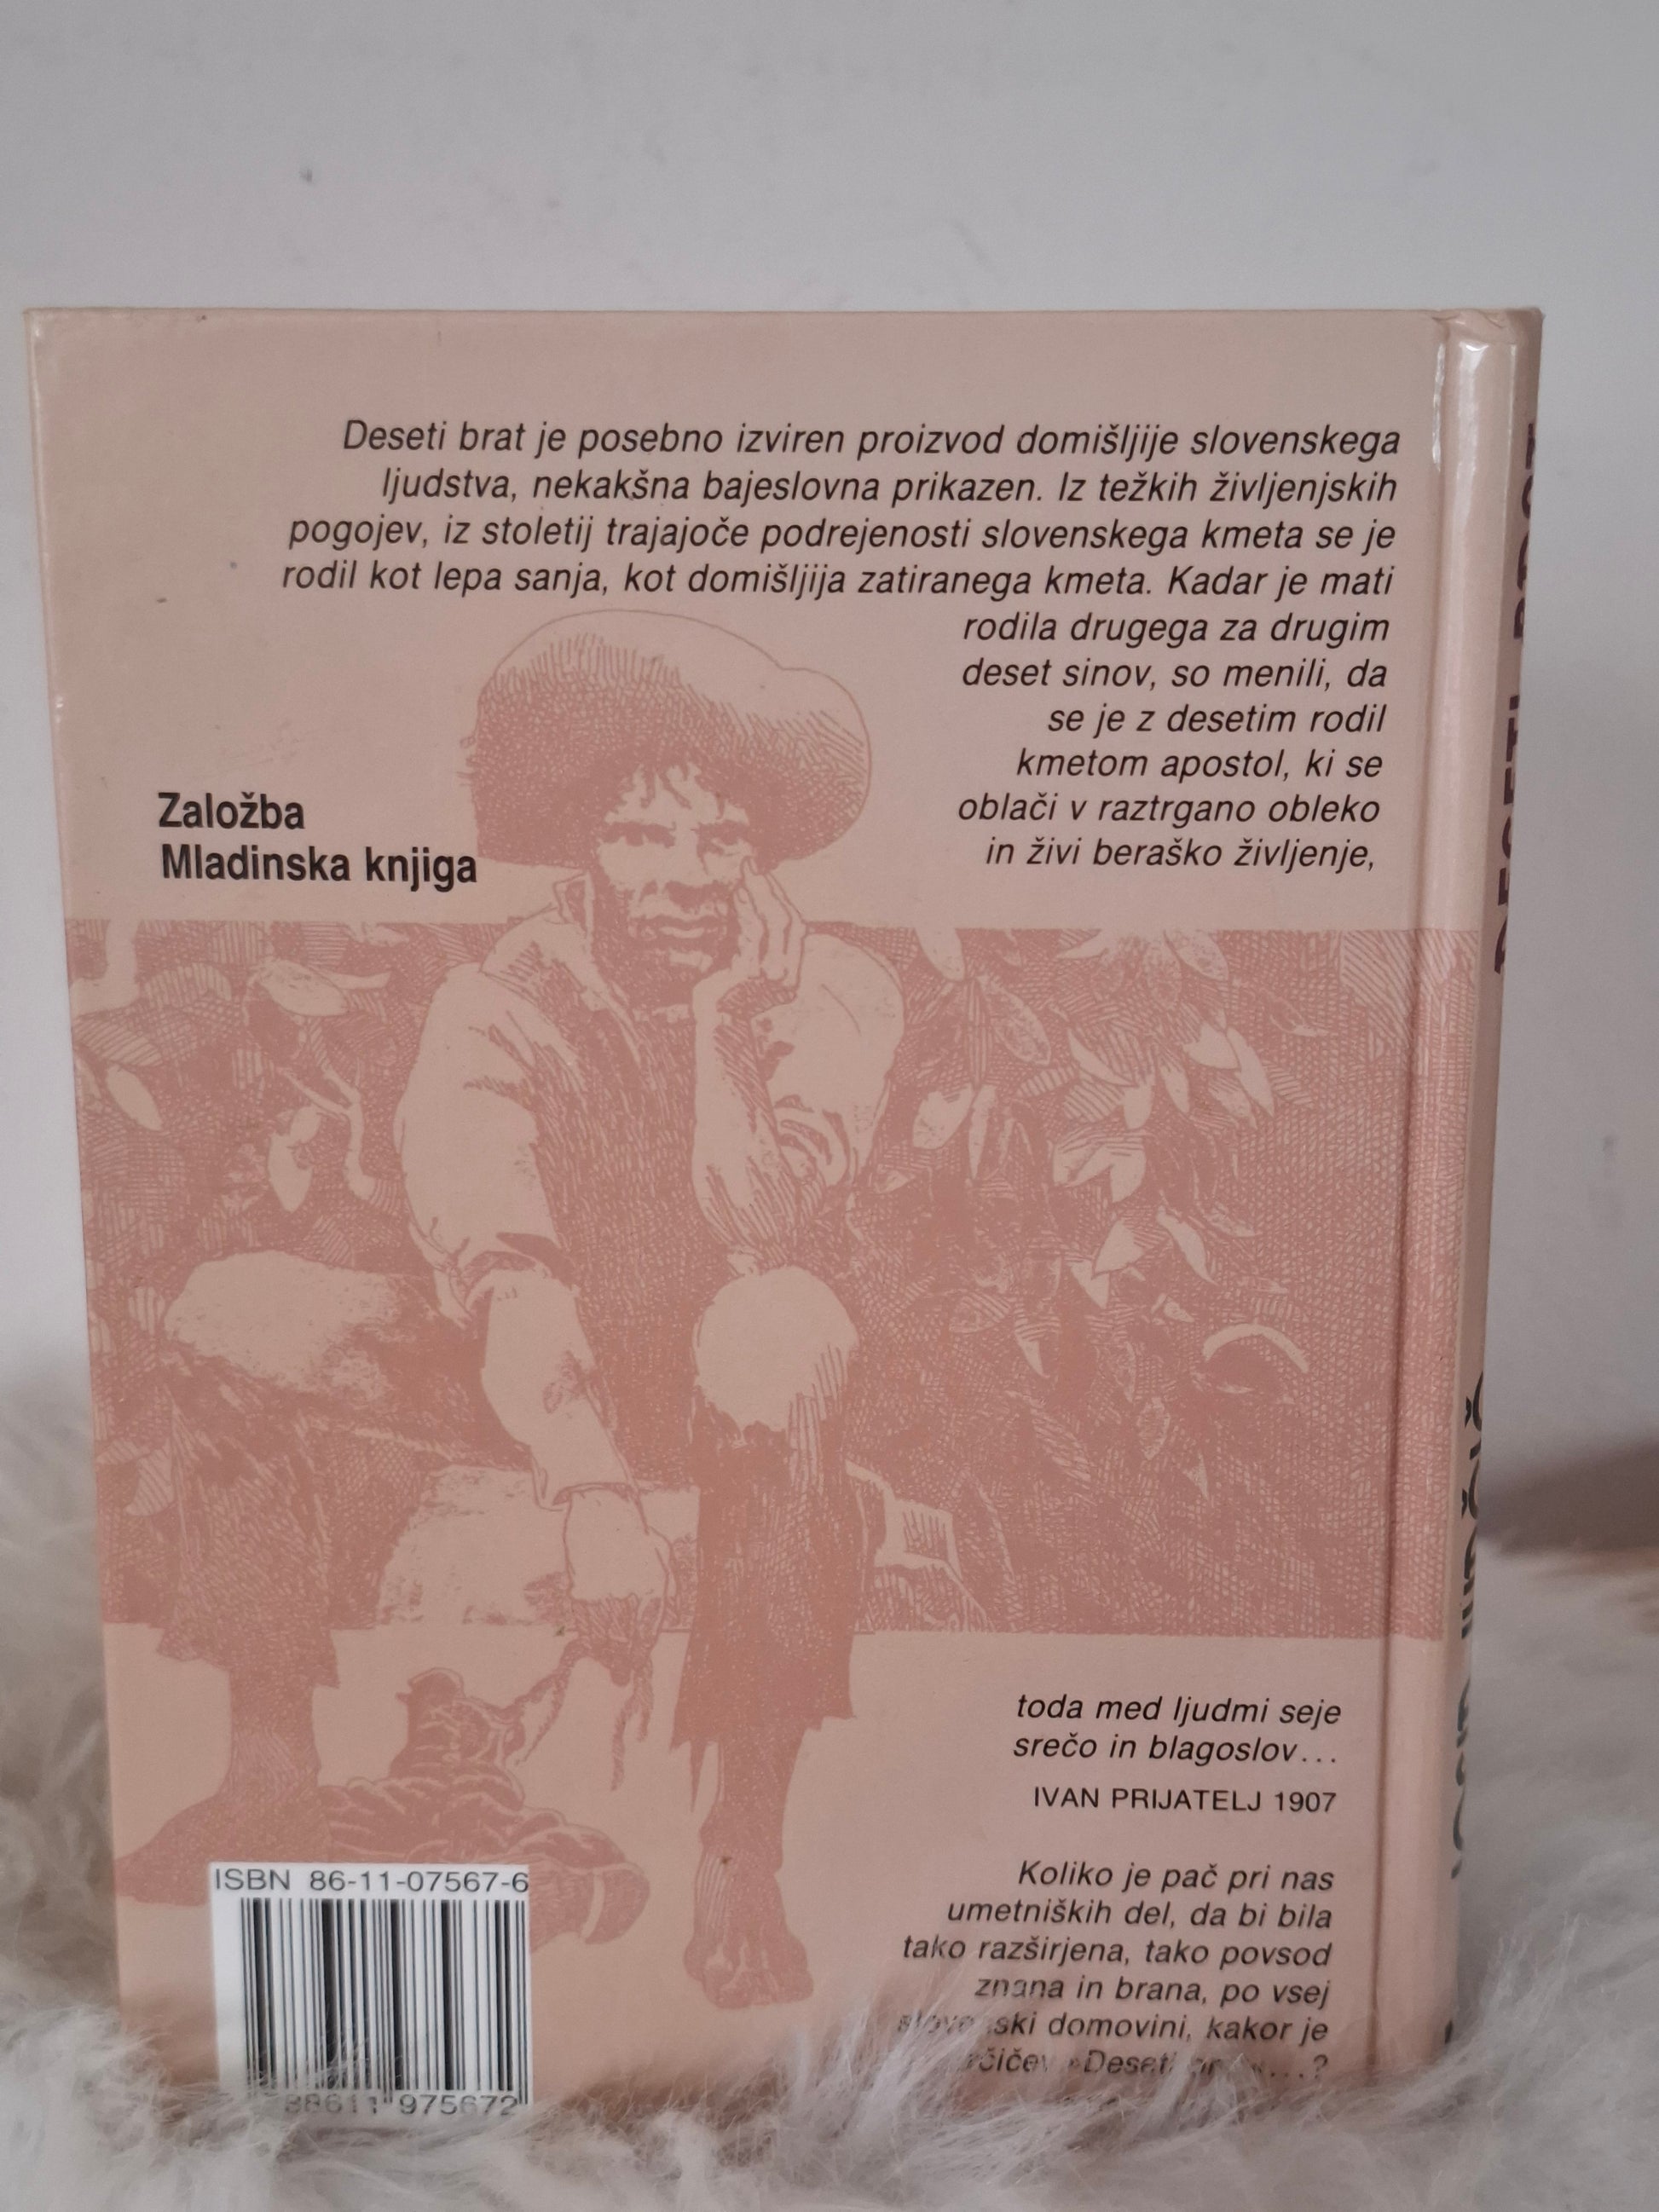 Deseti brat je posebno izviren proizvod domišljije slovenskega
ljudstva, nekakšna bajeslovna prikazen. Iz težkih življenjskih
pogojev, iz stoletij trajajoče podrejenosti slovenskega kmeta se je
rodil kot lepa sanja, kot domišljija zatiranega kmeta. Kadar je mati
rodila drugega za drugim
deset sinov, so menili, da
se je z desetim rodil
kmetom apostol, ki se
oblači v raztrgano obleko
in živi beraško življenje,
Založba
Mladinska knjiga
toda med ljudmi seje
srečo in blagoslov...
IVAN PRIJATELJ 1907
Koliko je pač pri nas
umetniških del, da bi bila
tako razširjena, tako povsod
znana in brana, po vsej
domovini, kakor je
»Deseti ...?
ISBN 86-11-07567-6
975672
DESETI BRAT